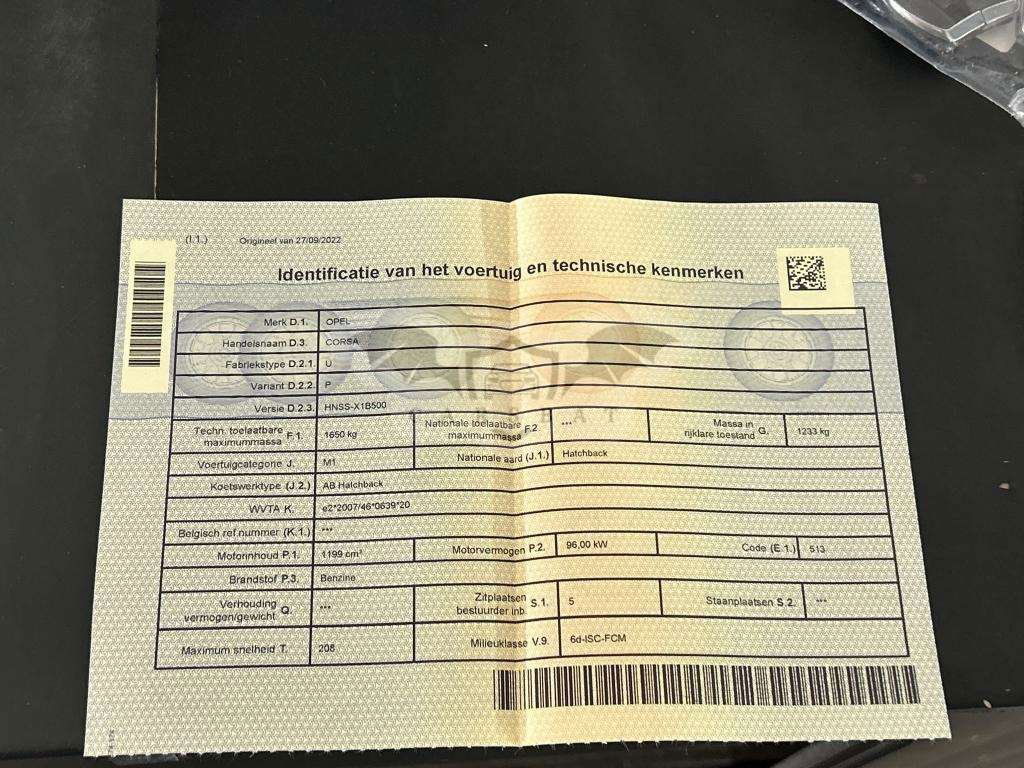 (I.1.) Origineel van 27/09/2022
Identificatie van het voertuig en technische kenmerken
Merk D.1. OPEL
Handelsnaam D.3. CORSA
Fabriekstype D.2.1 U
Variant D.2.2. P
Versie D.2.3. HNSS-X1B500
Techn. toelaatbare maximummassa F.1. 1650 kg Nationale toelaatbare maximummassa F.2 *** Massa in rijklare toestand G. 1233 kg
Voertuigcategorie J. M1 Nationale aard (J.1.) Hatchback
Koetswerktype (J.2.) AB Hatchback
WVTA K. e2*2007/46*0639*20
Belgisch ref.nummer (K.1.) ***
Motorinhoud P.1. 1199 cm³ Motorvermogen P.2. 96,00 kW Code (E.1.) 513
Brandstof P.3. Benzine
Verhouding vermogen/gewicht Q. *** Zitplaatsen bestuurder inb. S.1. 5 Staanplaatsen S.2. ***
Maximum snelheid T. 208 Milieuklasse V.9. 6d-ISC-FCM